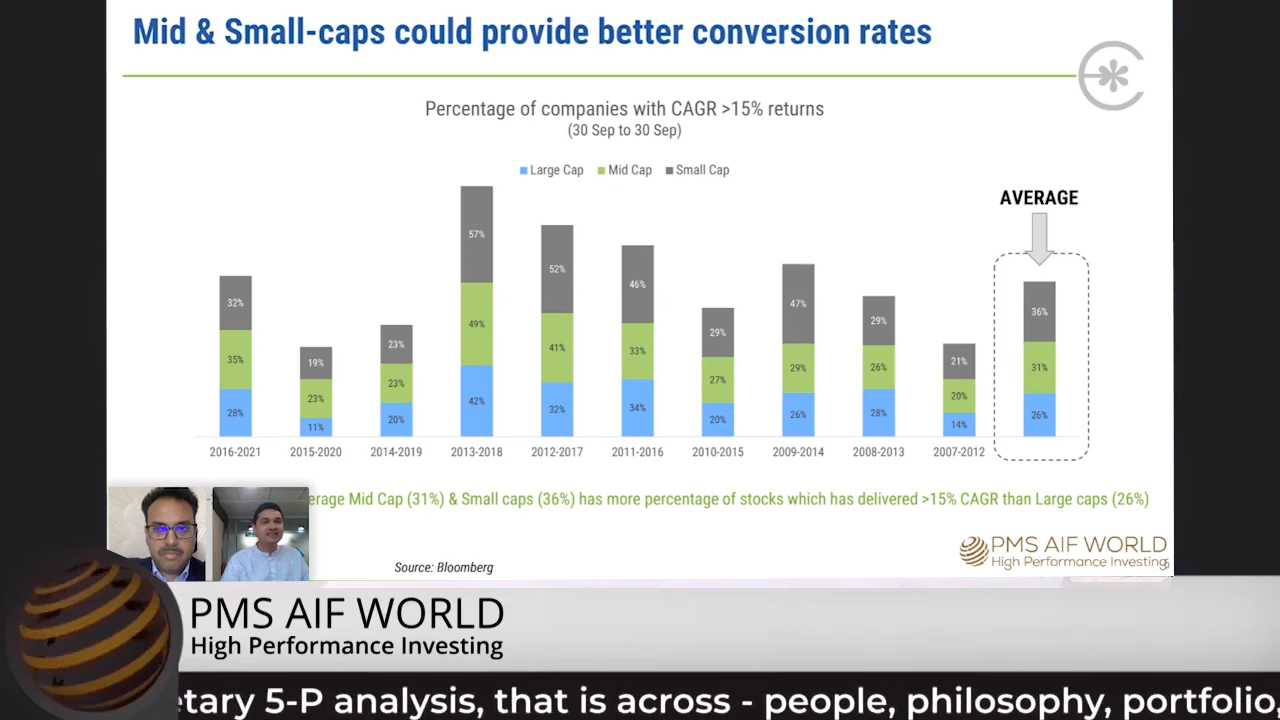 Mid & Small-caps could provide better conversion rates
Percentage of companies with CAGR >15% returns
(30 Sep to 30 Sep)
Large Cap Mid Cap Small Cap
AVERAGE
32% 19% 23% 57% 52% 46% 29% 47% 29% 21% 36%
35% 23% 23% 49% 41% 33% 27% 29% 26% 20% 31%
28% 11% 20% 42% 32% 34% 20% 26% 28% 14% 26%
2016-2021 2015-2020 2014-2019 2013-2018 2012-2017 2011-2016 2010-2015 2009-2014 2008-2013 2007-2012
erage Mid Cap (31%) & Small caps (36%) has more percentage of stocks which has delivered >15% CAGR than Large caps (26%)
Source: Bloomberg
PMS AIF WORLD
High Performance Investing
PMS AIF WORLD
High Performance Investing
etary 5-P analysis, that is across - people, philosophy, portfolio,